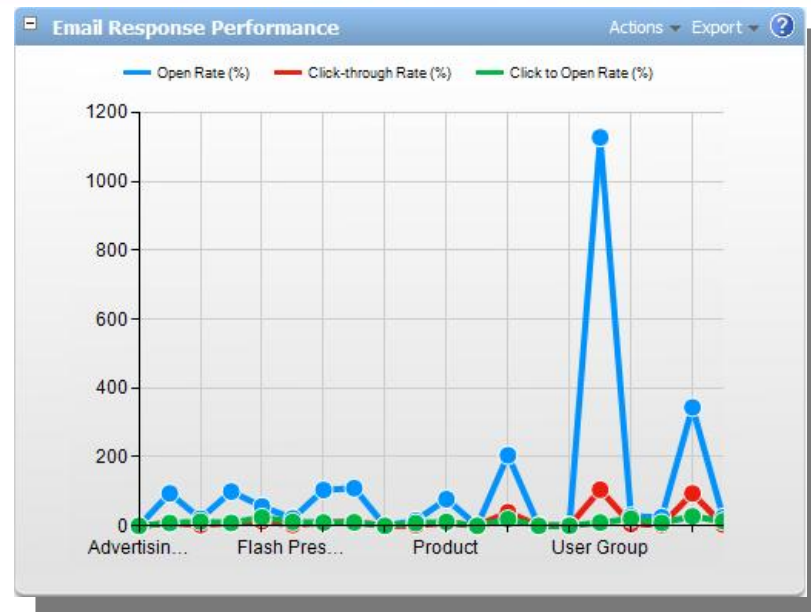 Email Response Performance
Actions Export ?
Open Rate (%) Click-through Rate (%) Click to Open Rate (%)
1200
1000
800
600
400
200
0
Advertisin... Flash Pres... Product User Group